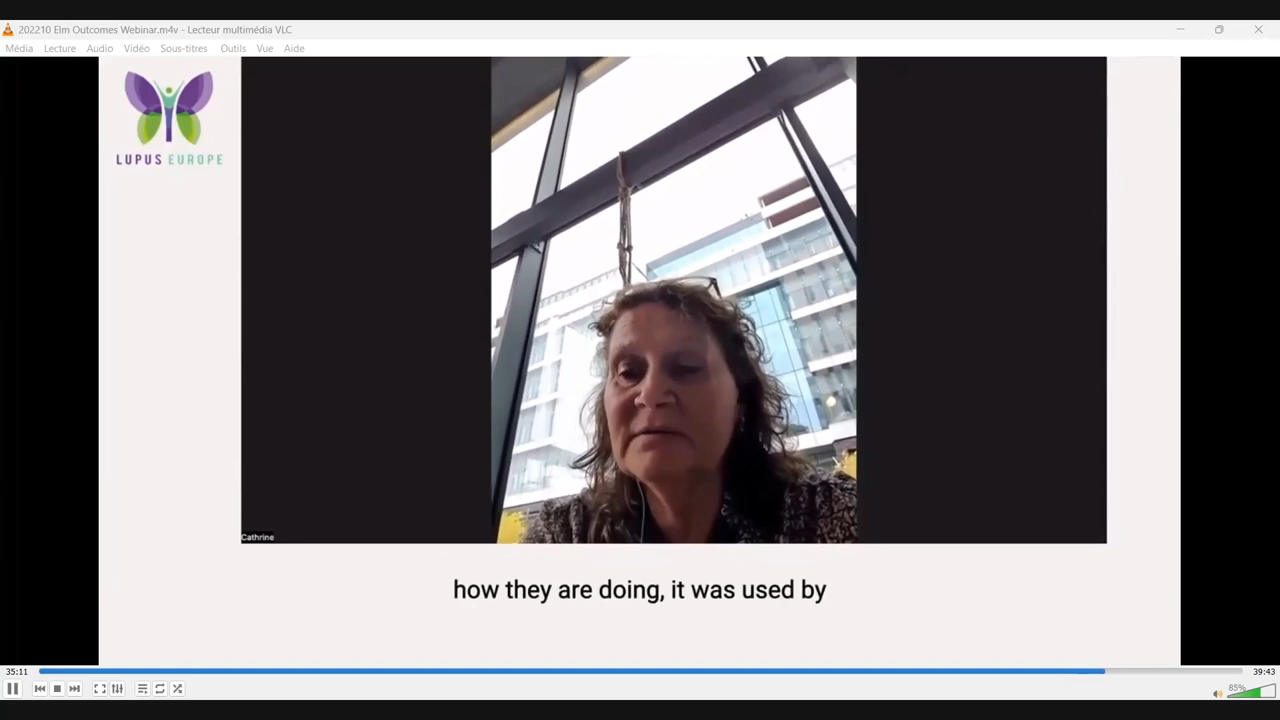 202210 Elm Outcomes Webinar.m4v - Lecteur multimédia VLC
Média Lecture Audio Vidéo Sous-titres Outils Vue Aide
LUPUS EUROPE
Cathrine
how they are doing, it was used by
35:11 39:43
85%